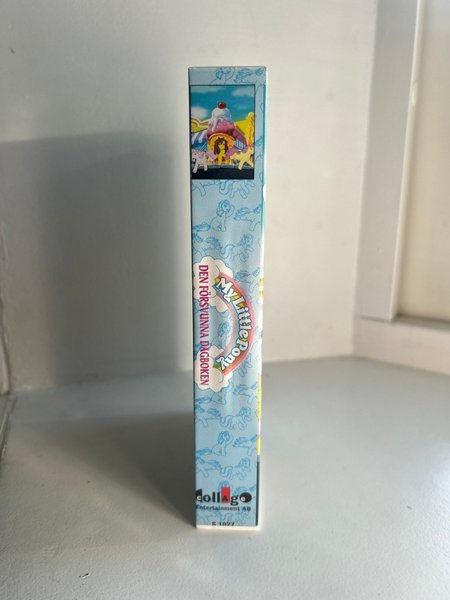 My Little Pony
DEN FÖRSVUNNA DAGBOKEN
Collage
Entertainment AB